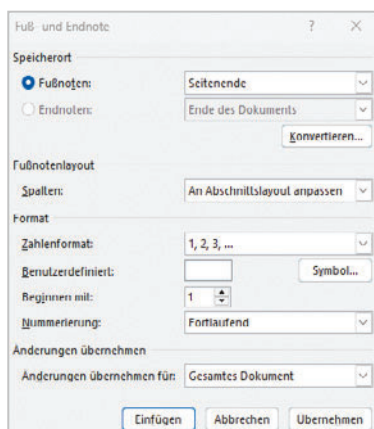 Fuß- und Endnote ?
Speicherort
Fußnoten: Seitenende
Endnoten: Ende des Dokuments
Konvertieren...
Fußnotenlayout
Spalten: An Abschnittslayout anpassen
Format
Zahlenformat: 1, 2, 3, ...
Benutzerdefiniert: Symbol...
Beginnen mit: 1
Nummerierung: Fortlaufend
Änderungen übernehmen
Änderungen übernehmen für: Gesamtes Dokument
Einfügen Abbrechen Übernehmen